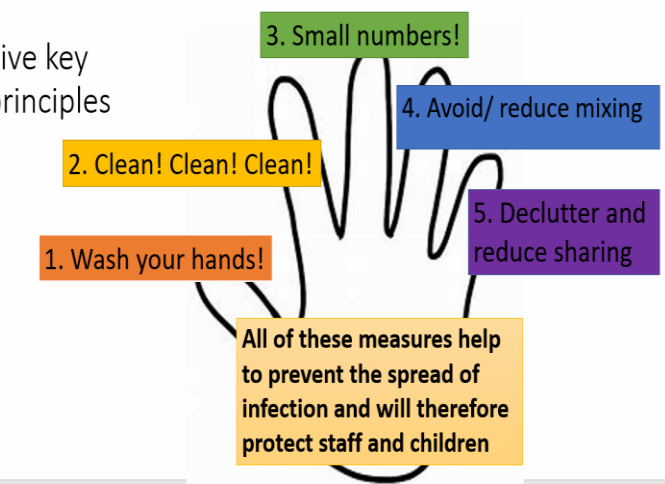 ive key
rinciples
3. Small numbers!
4. Avoid/ reduce mixing
2. Clean! Clean! Clean!
5. Declutter and
reduce sharing
1. Wash your hands!
All of these measures help
to prevent the spread of
infection and will therefore
protect staff and children